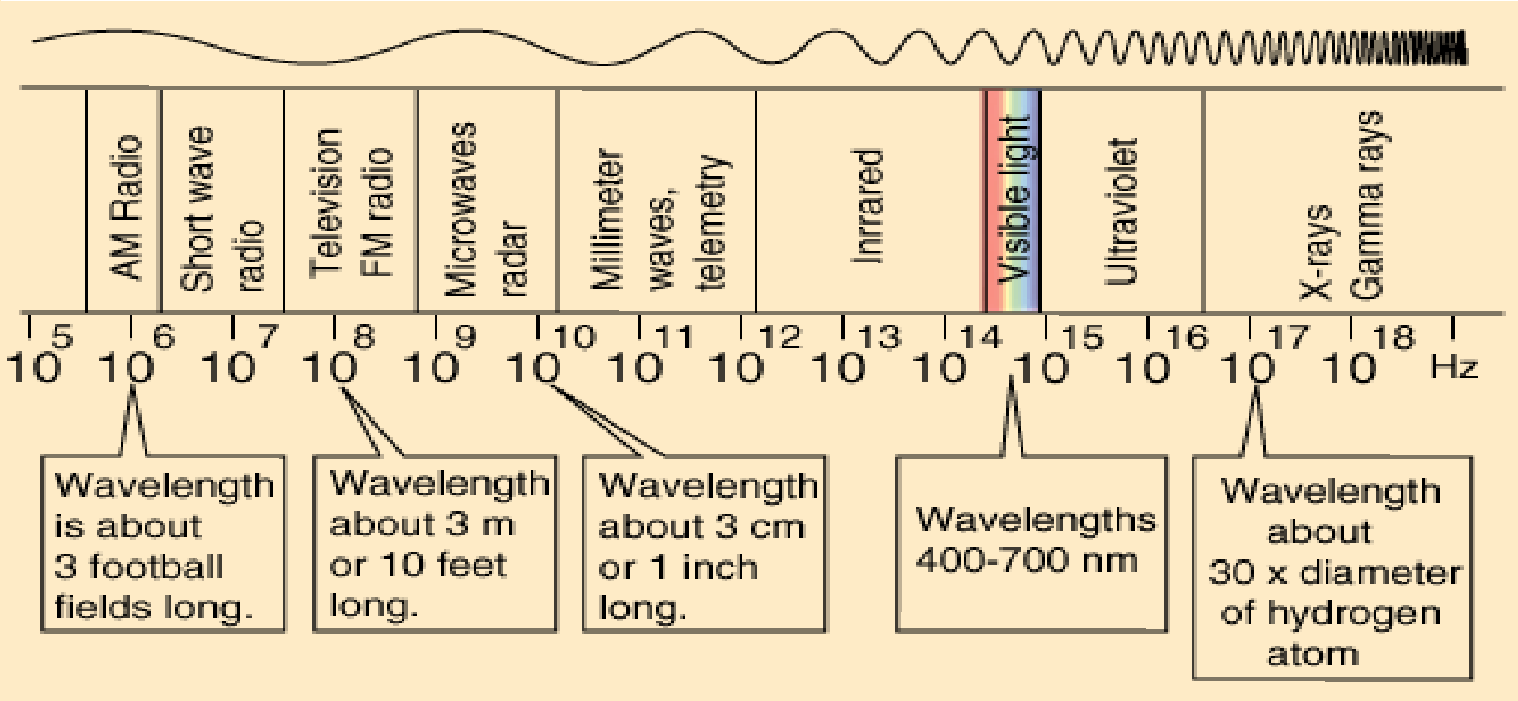 AM Radio
Short wave
radio
Television
FM radio
Microwaves
radar
Millimeter
waves,
telemetry
Inrrared
Visible light
Ultraviolet
X-rays
Gamma rays
10^5 10^6 10^7 10^8 10^9 10^10 10^11 10^12 10^13 10^14 10^15 10^16 10^17 10^18 Hz
Wavelength
is about
3 football
fields long.
Wavelength
about 3 m
or 10 feet
long.
Wavelength
about 3 cm
or 1 inch
long.
Wavelengths
400-700 nm
Wavelength
about
30 x diameter
of hydrogen
atom